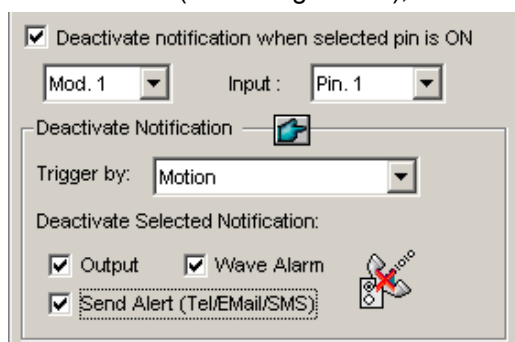 Deactivate notification when selected pin is ON
Mod. 1 Input : Pin. 1
Deactivate Notification
Trigger by: Motion
Deactivate Selected Notification:
Output Wave Alarm
Send Alert (Tel/EMail/SMS)